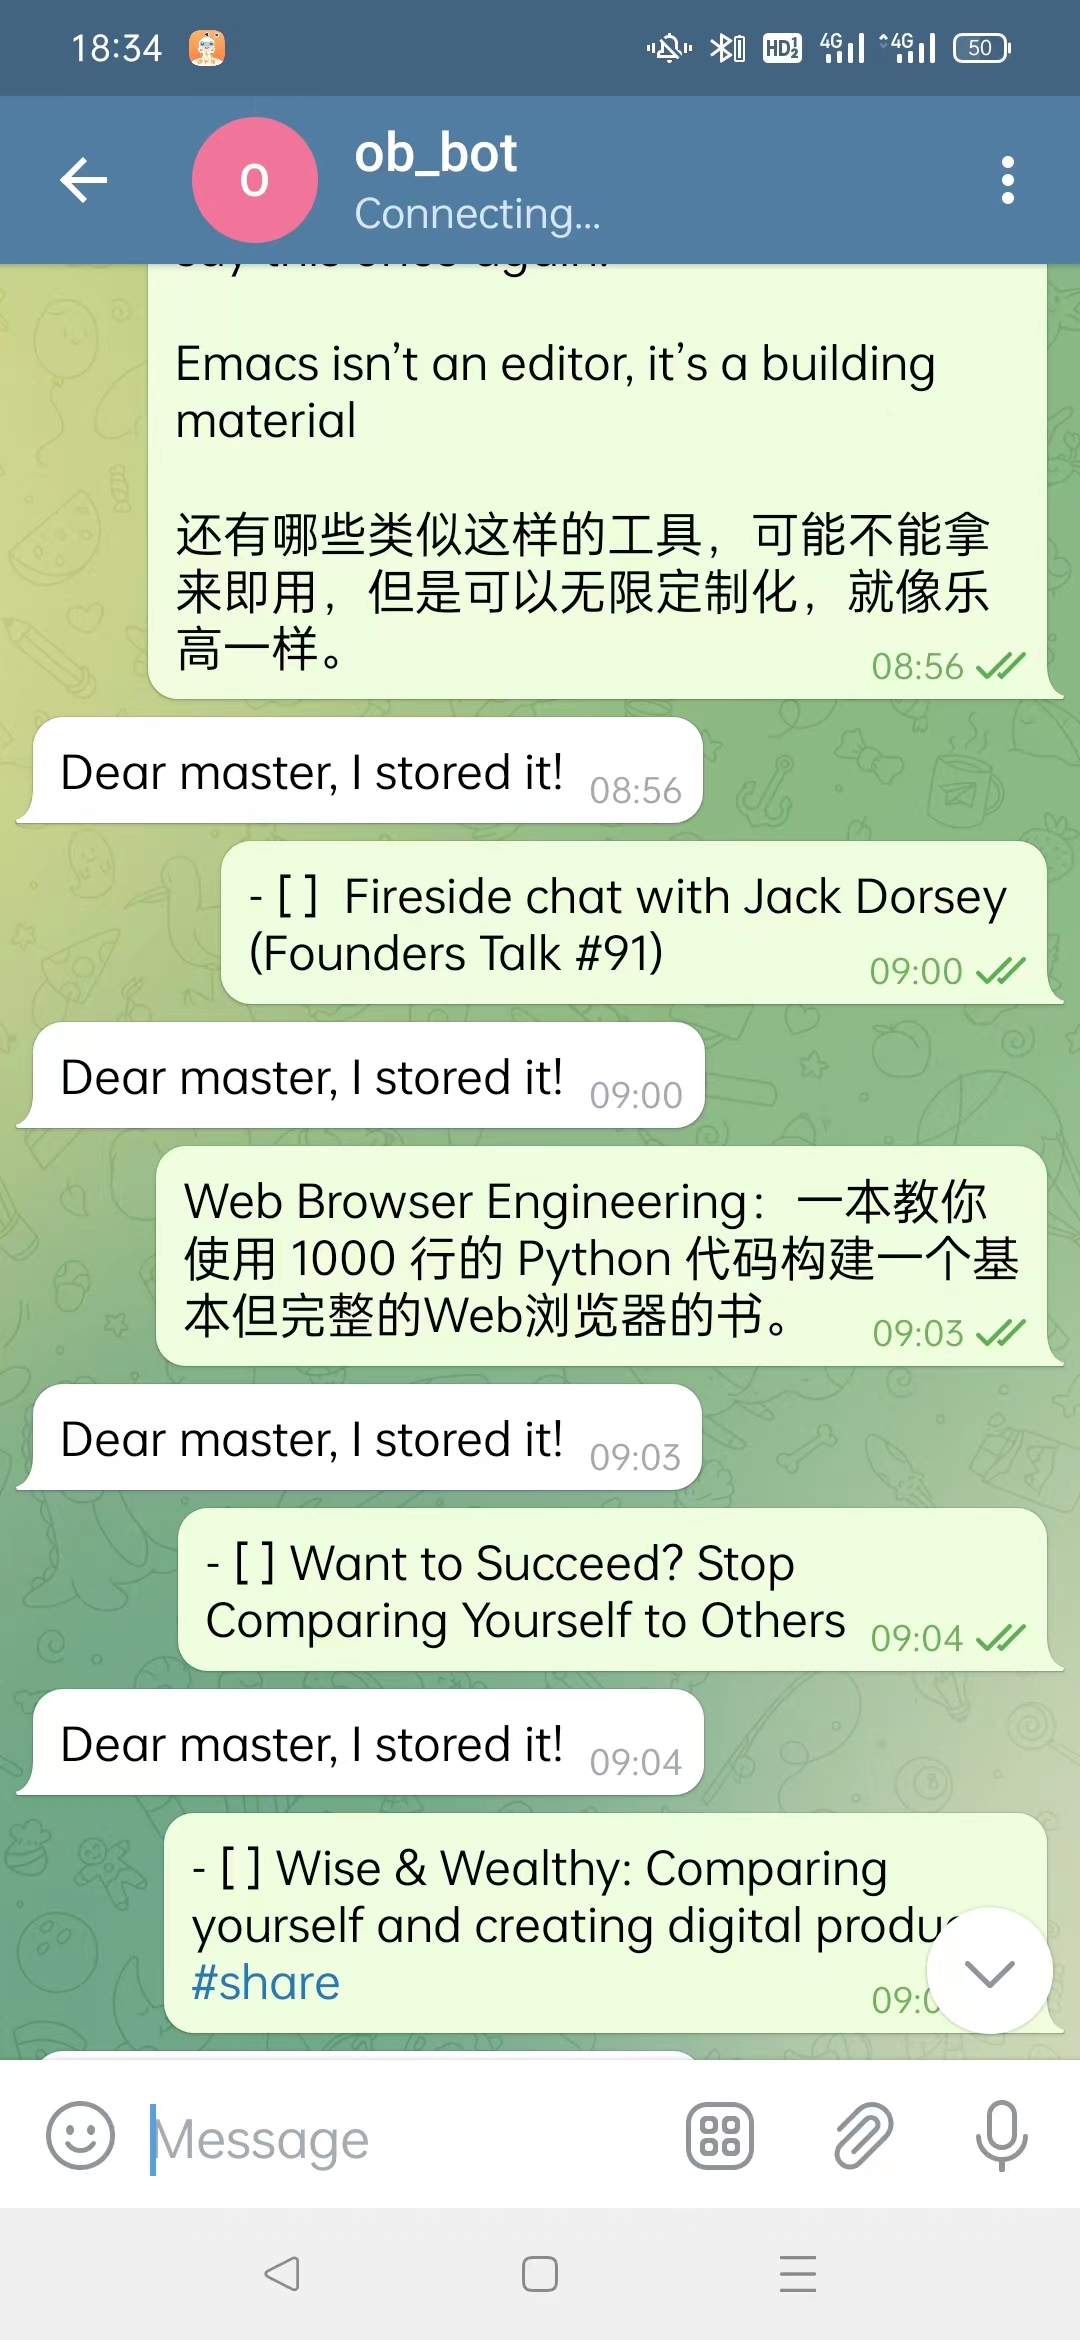 18:34
HD 1 2 4G 4G 50
O
ob_bot
Connecting...
say this once again:
Emacs isn’t an editor, it’s a building
material
还有哪些类似这样的工具，可能不能拿
来即用，但是可以无限定制化，就像乐
高一样。
08:56
Dear master, I stored it! 08:56
- [ ]  Fireside chat with Jack Dorsey
(Founders Talk #91)
09:00
Dear master, I stored it! 09:00
Web Browser Engineering：一本教你
使用 1000 行的 Python 代码构建一个基
本但完整的Web浏览器的书。
09:03
Dear master, I stored it! 09:03
- [ ] Want to Succeed? Stop
Comparing Yourself to Others 09:04
Dear master, I stored it! 09:04
- [ ] Wise & Wealthy: Comparing
yourself and creating digital
#share
Message